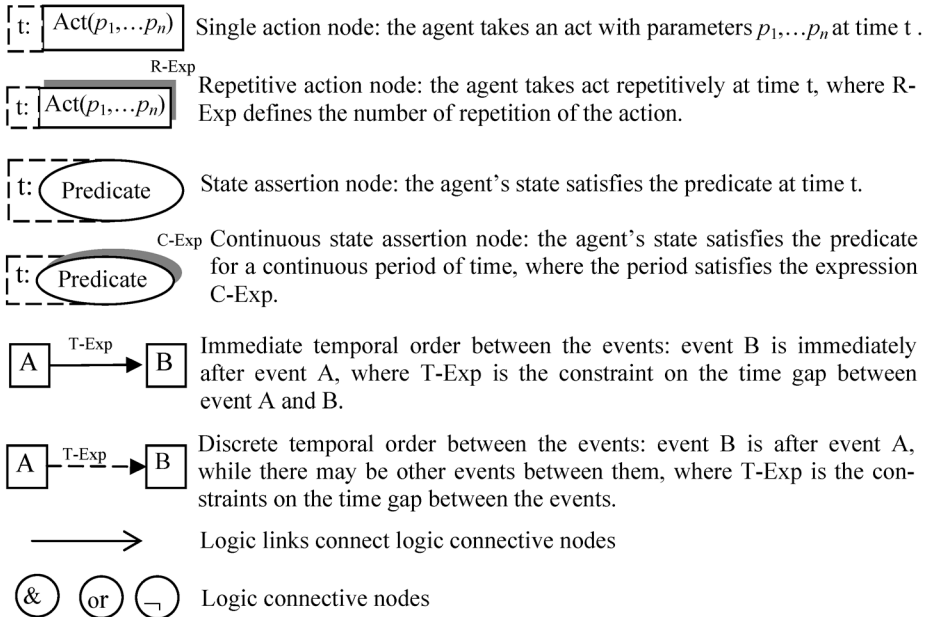 t: Act(p₁,…pₙ) Single action node: the agent takes an act with parameters p₁,…pₙ at time t .
R-Exp
t: Act(p₁,…pₙ) Repetitive action node: the agent takes act repetitively at time t, where R-
Exp defines the number of repetition of the action.
t: Predicate State assertion node: the agent's state satisfies the predicate at time t.
C-Exp
t: Predicate Continuous state assertion node: the agent's state satisfies the predicate
for a continuous period of time, where the period satisfies the expression
C-Exp.
A T-Exp B Immediate temporal order between the events: event B is immediately
after event A, where T-Exp is the constraint on the time gap between
event A and B.
A T-Exp B Discrete temporal order between the events: event B is after event A,
while there may be other events between them, where T-Exp is the con-
straints on the time gap between the events.
Logic links connect logic connective nodes
& or ¬ Logic connective nodes